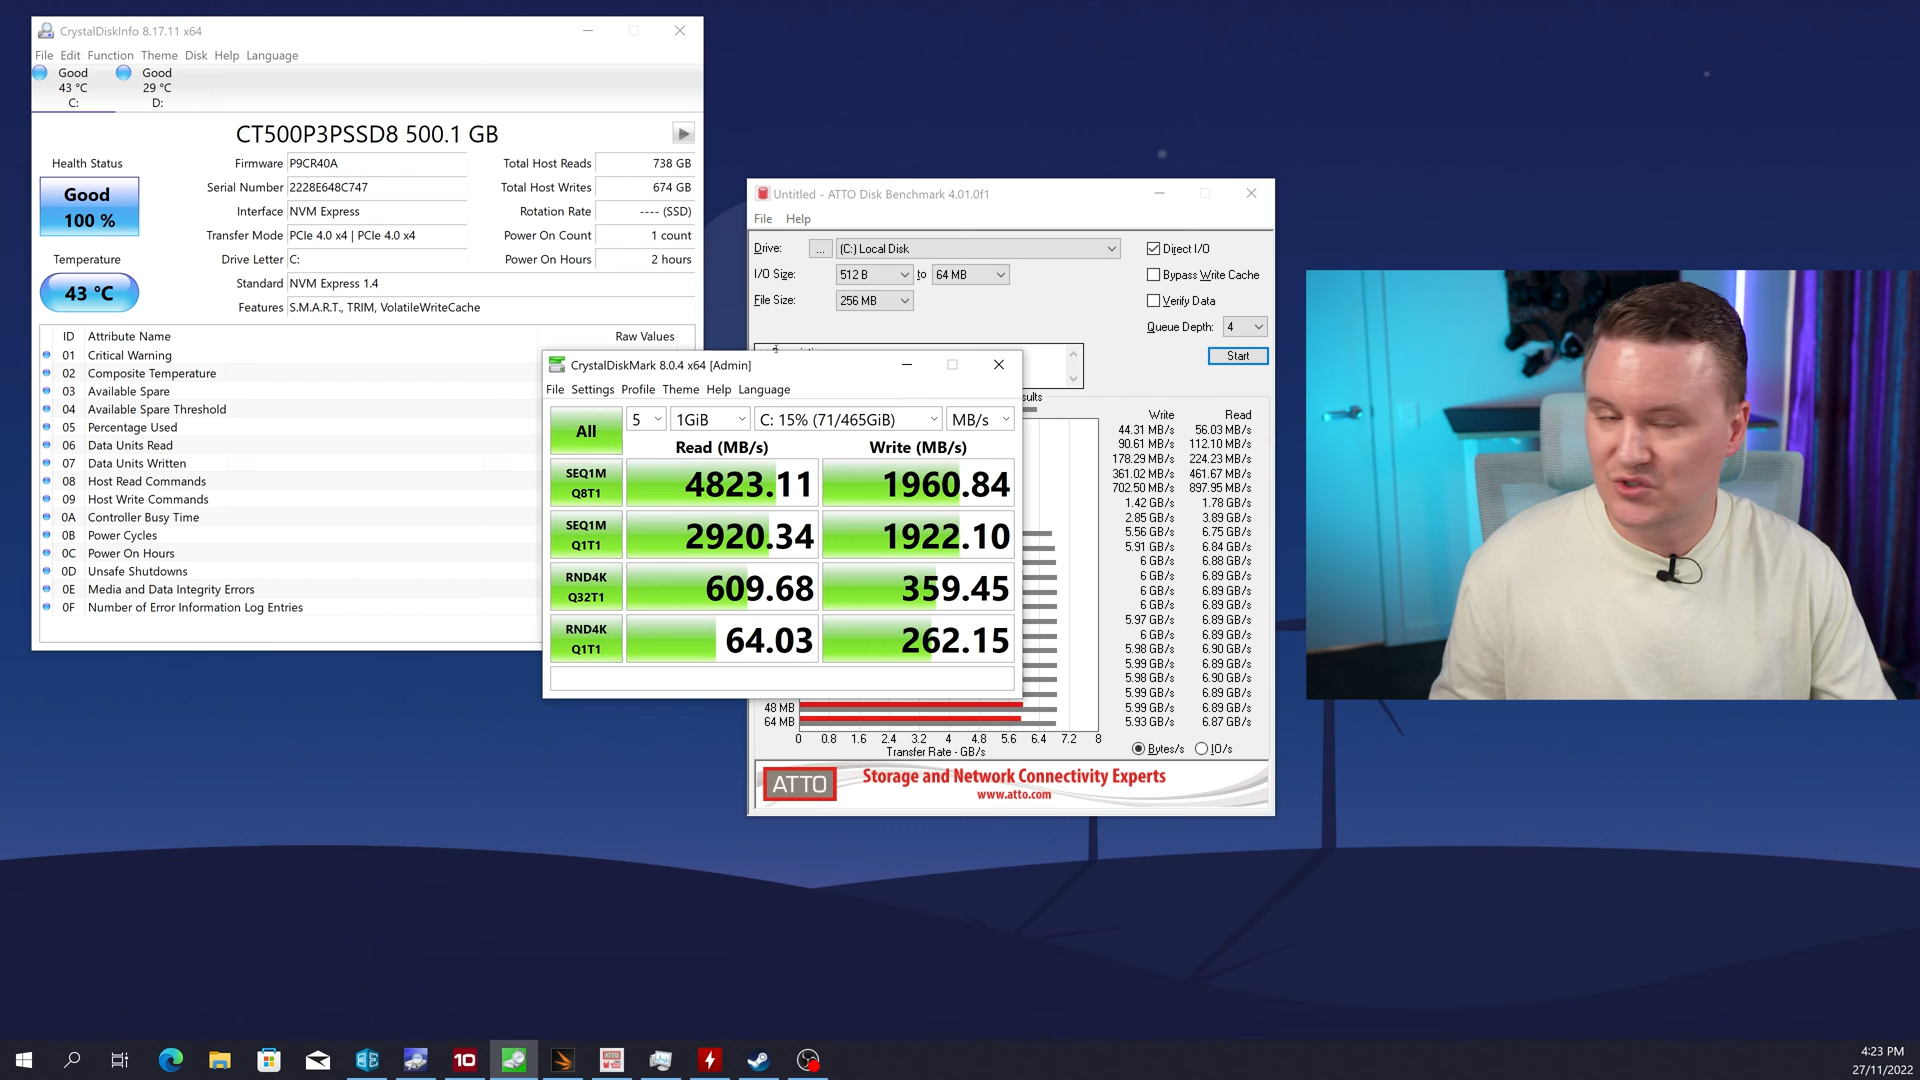 CrystalDiskInfo 8.17.11 x64
File Edit Function Theme Disk Help Language
Good Good
43 °C 29 °C
C: D:
CT500P3PSSD8 500.1 GB
Health Status
Good
100 %
Temperature
43 °C
Firmware P9CR40A
Serial Number 2228E648C747
Interface NVM Express
Transfer Mode PCIe 4.0 x4 | PCIe 4.0 x4
Drive Letter C:
Standard NVM Express 1.4
Features S.M.A.R.T., TRIM, VolatileWriteCache
Total Host Reads 738 GB
Total Host Writes 674 GB
Rotation Rate ---- (SSD)
Power On Count 1 count
Power On Hours 2 hours
ID Attribute Name Raw Values
01 Critical Warning
02 Composite Temperature
03 Available Spare
04 Available Spare Threshold
05 Percentage Used
06 Data Units Read
07 Data Units Written
08 Host Read Commands
09 Host Write Commands
0A Controller Busy Time
0B Power Cycles
0C Power On Hours
0D Unsafe Shutdowns
0E Media and Data Integrity Errors
0F Number of Error Information Log Entries
CrystalDiskMark 8.0.4 x64 [Admin]
File Settings Profile Theme Help Language
All 5 1GiB C: 15% (71/465GiB) MB/s
Read (MB/s) Write (MB/s)
SEQ1M
Q8T1 4823.11 1960.84
SEQ1M
Q1T1 2920.34 1922.10
RND4K
Q32T1 609.68 359.45
RND4K
Q1T1 64.03 262.15
Untitled - ATTO Disk Benchmark 4.01.0f1
File Help
Drive: ... (C:) Local Disk
I/O Size: 512 B to 64 MB
File Size: 256 MB
Direct I/O
Bypass Write Cache
Verify Data
Queue Depth: 4
Start
sults
Write Read
44.31 MB/s 56.03 MB/s
90.61 MB/s 112.10 MB/s
178.29 MB/s 224.23 MB/s
361.02 MB/s 461.67 MB/s
702.50 MB/s 897.95 MB/s
1.42 GB/s 1.78 GB/s
2.85 GB/s 3.89 GB/s
5.56 GB/s 6.75 GB/s
5.91 GB/s 6.84 GB/s
6 GB/s 6.88 GB/s
6 GB/s 6.89 GB/s
6 GB/s 6.89 GB/s
6 GB/s 6.89 GB/s
5.97 GB/s 6.89 GB/s
6 GB/s 6.89 GB/s
5.98 GB/s 6.90 GB/s
5.99 GB/s 6.89 GB/s
5.98 GB/s 6.90 GB/s
5.99 GB/s 6.89 GB/s
48 MB 5.99 GB/s 6.89 GB/s
64 MB 5.93 GB/s 6.87 GB/s
0 0.8 1.6 2.4 3.2 4 4.8 5.6 6.4 7.2 8
Transfer Rate - GB/s
Bytes/s IO/s
ATTO
Storage and Network Connectivity Experts
www.atto.com
10
4:23 PM
27/11/2022